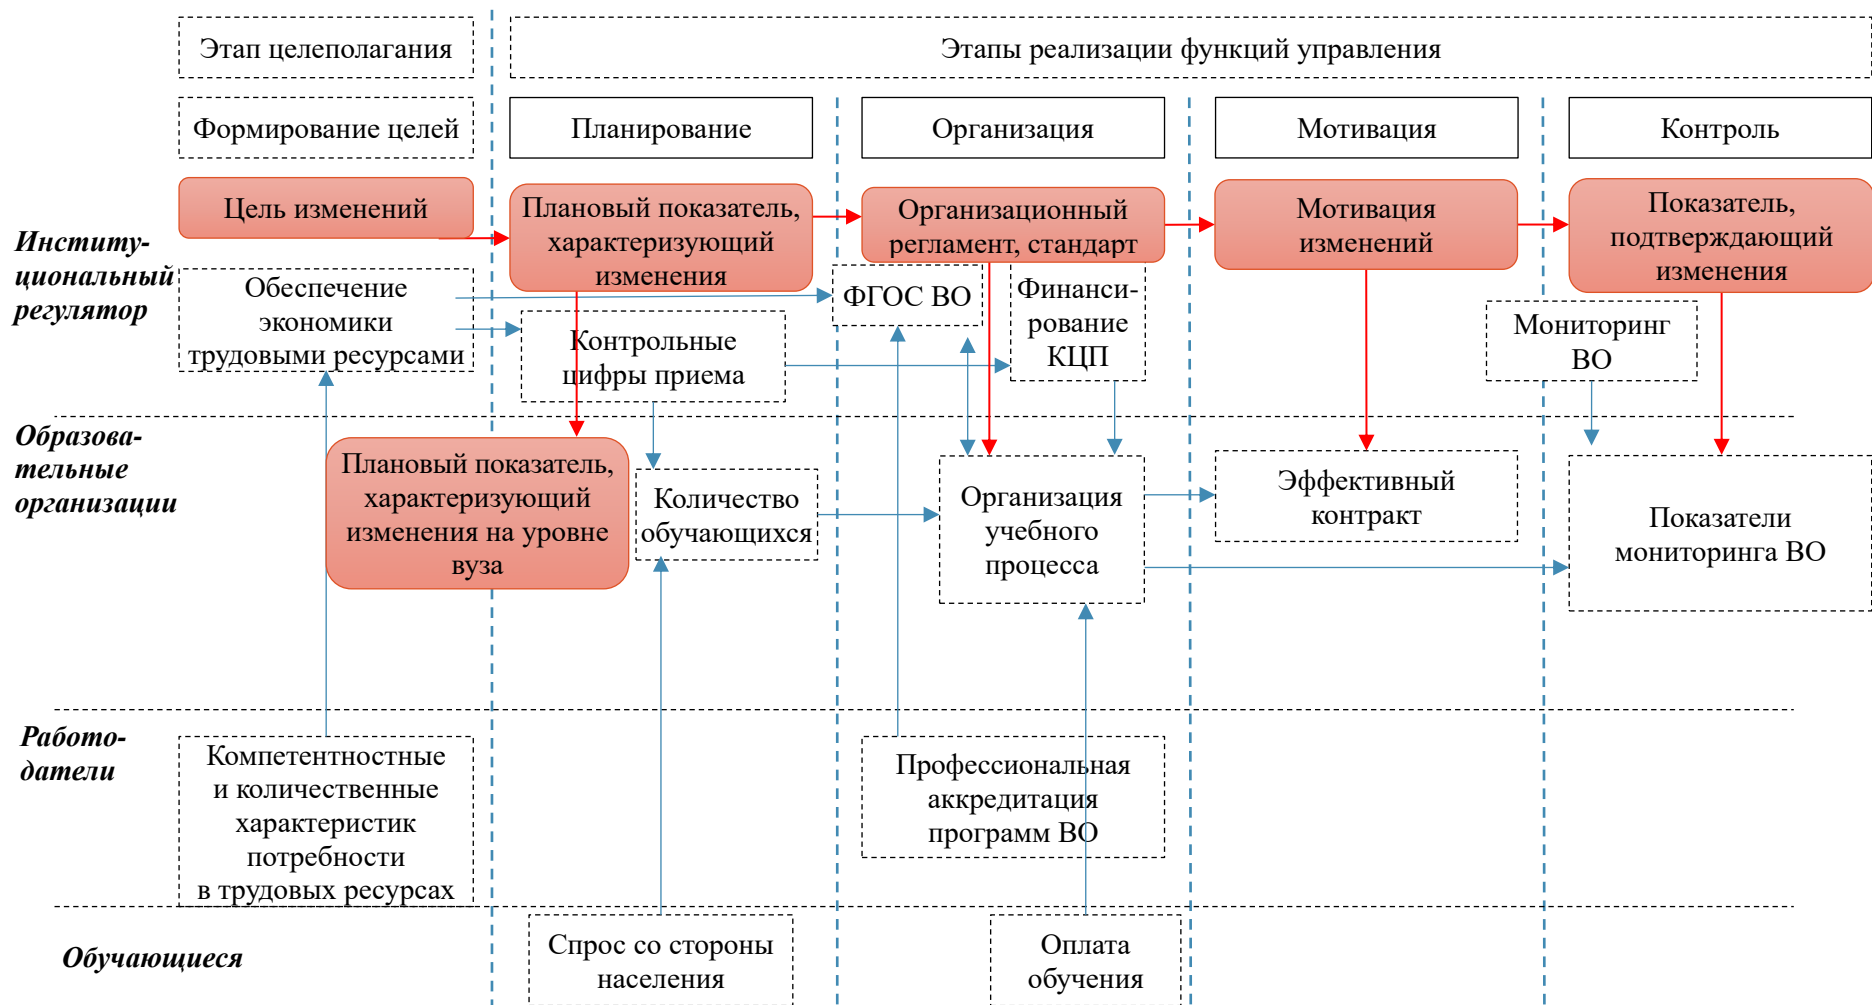 Этап целеполагания
Этапы реализации функций управления
Формирование целей
Планирование
Организация
Мотивация
Контроль
Институ-
циональный
регулятор
Цель изменений
Плановый показатель,
характеризующий
изменения
Организационный
регламент, стандарт
Мотивация
изменений
Показатель,
подтверждающий
изменения
Обеспечение
экономики
трудовыми ресурсами
Контрольные
цифры приема
ФГОС ВО
Финанси-
рование
КЦП
Мониторинг
ВО
Образова-
тельные
организации
Плановый показатель,
характеризующий
изменения на уровне
вуза
Количество
обучающихся
Организация
учебного
процесса
Эффективный
контракт
Показатели
мониторинга ВО
Работо-
датели
Компетентностные
и количественные
характеристик
потребности
в трудовых ресурсах
Профессиональная
аккредитация
программ ВО
Обучающиеся
Спрос со стороны
населения
Оплата
обучения